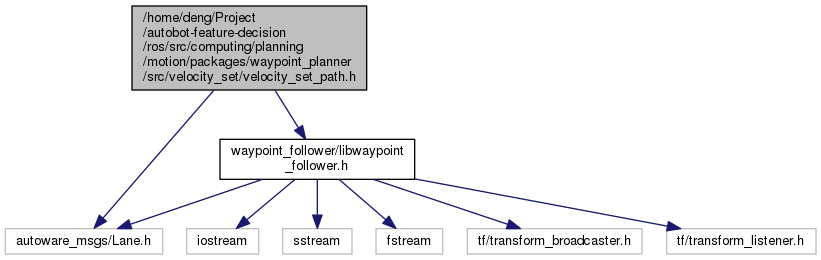 /home/deng/Project
/autobot-feature-decision
/ros/src/computing/planning
/motion/packages/waypoint_planner
/src/velocity_set/velocity_set_path.h
waypoint_follower/libwaypoint
_follower.h
autoware_msgs/Lane.h
iostream
sstream
fstream
tf/transform_broadcaster.h
tf/transform_listener.h